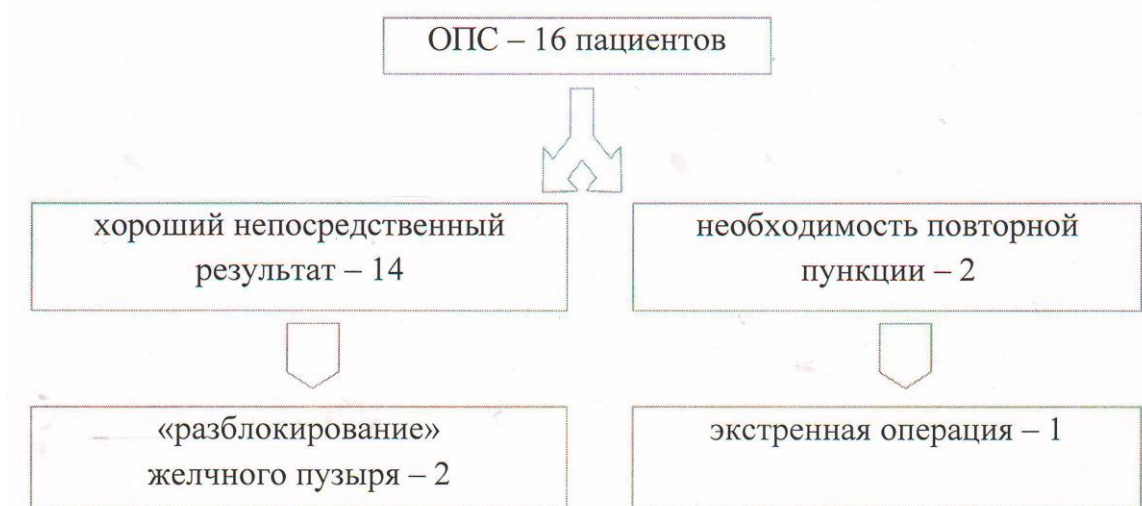 ОПС – 16 пациентов
хороший непосредственный
результат – 14
необходимость повторной
пункции – 2
«разблокирование»
желчного пузыря – 2
экстренная операция – 1